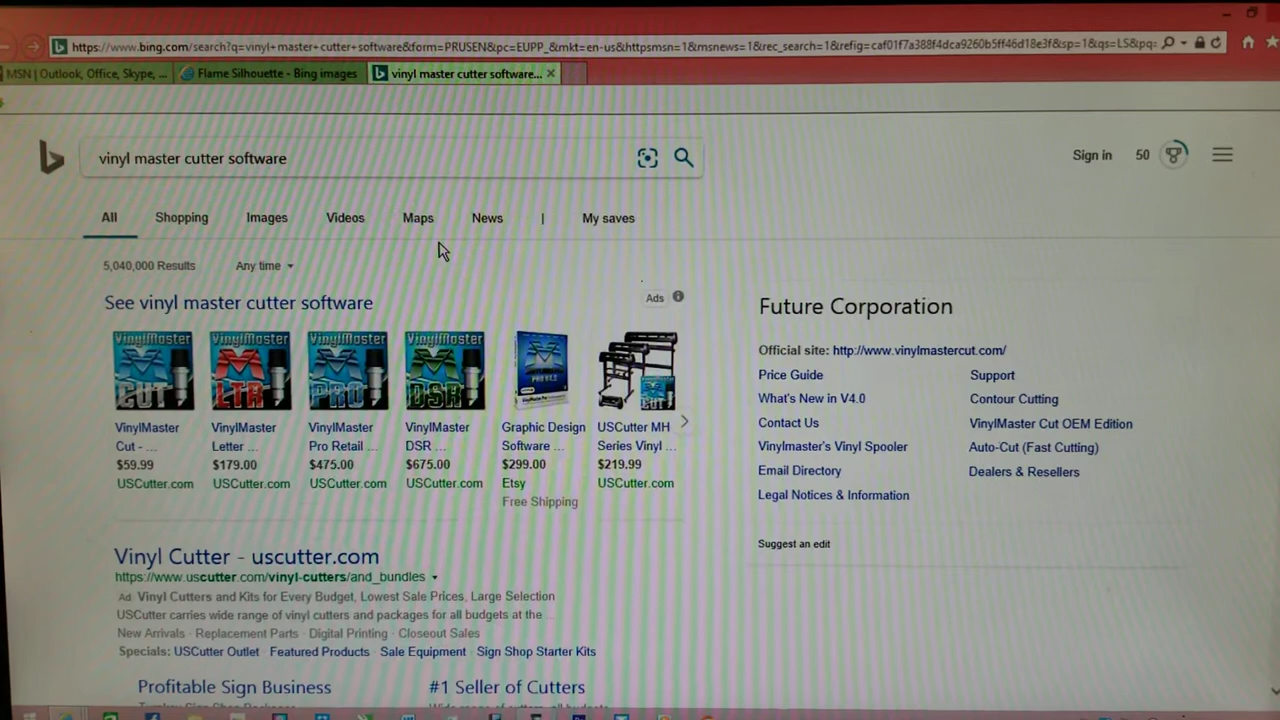 https://www.bing.com/search?q=vinyl+master+cutter+software&form=PRUSEN&pc=EUPP_&mkt=en-us&httpsmsn=1&msnews=1&rec_search=1&refig=caf01f7a388f4dca9260b5ff46d18e3f&sp=1&qs=LS&pq:
MSN | Outlook, Office, Skype, ...
Flame Silhouette - Bing images
vinyl master cutter software...
vinyl master cutter software
Sign in
50
All
Shopping
Images
Videos
Maps
News
|
My saves
5,040,000 Results
Any time
See vinyl master cutter software
Ads
VinylMaster
CUT
VinylMaster
LTR
VinylMaster
PRO
VinylMaster
DSR
CUT
VinylMaster
Cut - ...
$59.99
USCutter.com
VinylMaster
Letter ...
$179.00
USCutter.com
VinylMaster
Pro Retail ...
$475.00
USCutter.com
VinylMaster
DSR ...
$675.00
USCutter.com
Graphic Design
Software ...
$299.00
Etsy
Free Shipping
USCutter MH
Series Vinyl ...
$219.99
USCutter.com
Future Corporation
Official site: http://www.vinylmastercut.com/
Price Guide
Support
What's New in V4.0
Contour Cutting
Contact Us
VinylMaster Cut OEM Edition
Vinylmaster's Vinyl Spooler
Auto-Cut (Fast Cutting)
Email Directory
Dealers & Resellers
Legal Notices & Information
Suggest an edit
Vinyl Cutter - uscutter.com
https://www.uscutter.com/vinyl-cutters/and_bundles
Ad Vinyl Cutters and Kits for Every Budget, Lowest Sale Prices, Large Selection
USCutter carries wide range of vinyl cutters and packages for all budgets at the ...
New Arrivals · Replacement Parts · Digital Printing · Closeout Sales
Specials: USCutter Outlet · Featured Products · Sale Equipment · Sign Shop Starter Kits
Profitable Sign Business
#1 Seller of Cutters